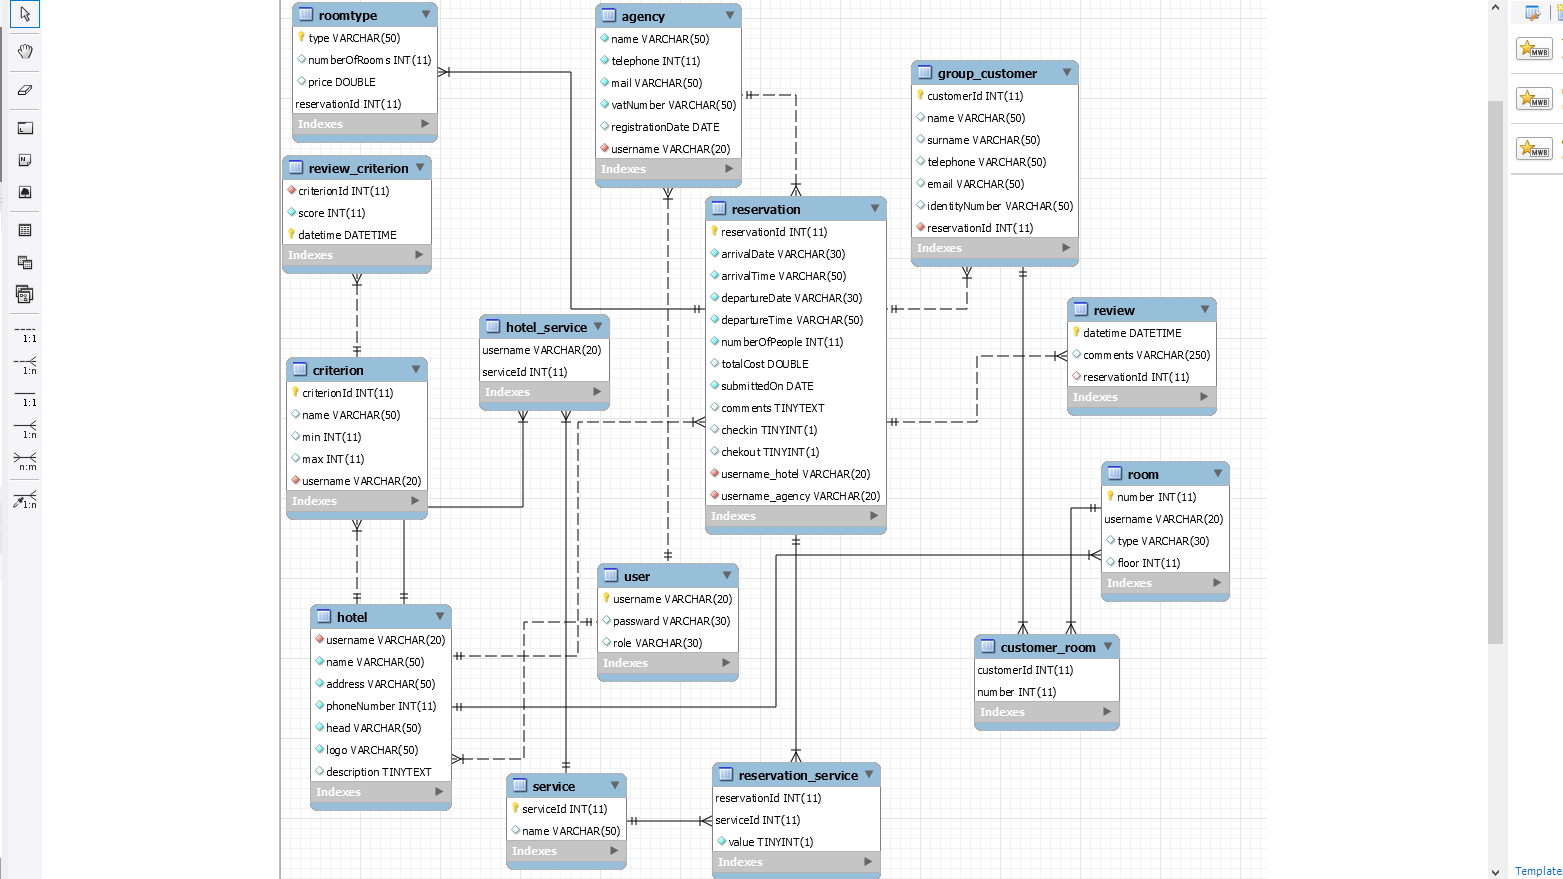 roomtype
type VARCHAR(50)
numberOfRooms INT(11)
price DOUBLE
reservationId INT(11)
Indexes
review_criterion
criterionId INT(11)
score INT(11)
datetime DATETIME
Indexes
criterion
criterionId INT(11)
name VARCHAR(50)
min INT(11)
max INT(11)
username VARCHAR(20)
Indexes
hotel
username VARCHAR(20)
name VARCHAR(50)
address VARCHAR(50)
phoneNumber INT(11)
head VARCHAR(50)
logo VARCHAR(50)
description TINYTEXT
Indexes
hotel_service
username VARCHAR(20)
serviceId INT(11)
Indexes
service
serviceId INT(11)
name VARCHAR(50)
Indexes
agency
name VARCHAR(50)
telephone INT(11)
mail VARCHAR(50)
vatNumber VARCHAR(50)
registrationDate DATE
username VARCHAR(20)
Indexes
user
username VARCHAR(20)
passward VARCHAR(30)
role VARCHAR(30)
Indexes
reservation
reservationId INT(11)
arrivalDate VARCHAR(30)
arrivalTime VARCHAR(50)
departureDate VARCHAR(30)
departureTime VARCHAR(50)
numberOfPeople INT(11)
totalCost DOUBLE
submittedOn DATE
comments TINYTEXT
checkin TINYINT(1)
chekout TINYINT(1)
username_hotel VARCHAR(20)
username_agency VARCHAR(20)
Indexes
reservation_service
reservationId INT(11)
serviceId INT(11)
value TINYINT(1)
Indexes
group_customer
customerId INT(11)
name VARCHAR(50)
surname VARCHAR(50)
telephone VARCHAR(50)
email VARCHAR(50)
identityNumber VARCHAR(50)
reservationId INT(11)
Indexes
review
datetime DATETIME
comments VARCHAR(250)
reservationId INT(11)
Indexes
room
number INT(11)
username VARCHAR(20)
type VARCHAR(30)
floor INT(11)
Indexes
customer_room
customerId INT(11)
number INT(11)
Indexes
1:1
1:n
1:1
1:n
n:m
1:n
MWB
MWB
MWB
Template